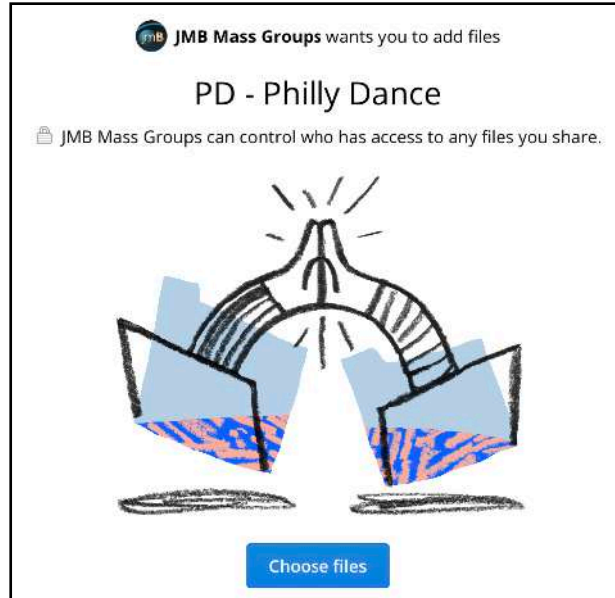 JMB
JMB Mass Groups wants you to add files
PD - Philly Dance
JMB Mass Groups can control who has access to any files you share.
Choose files